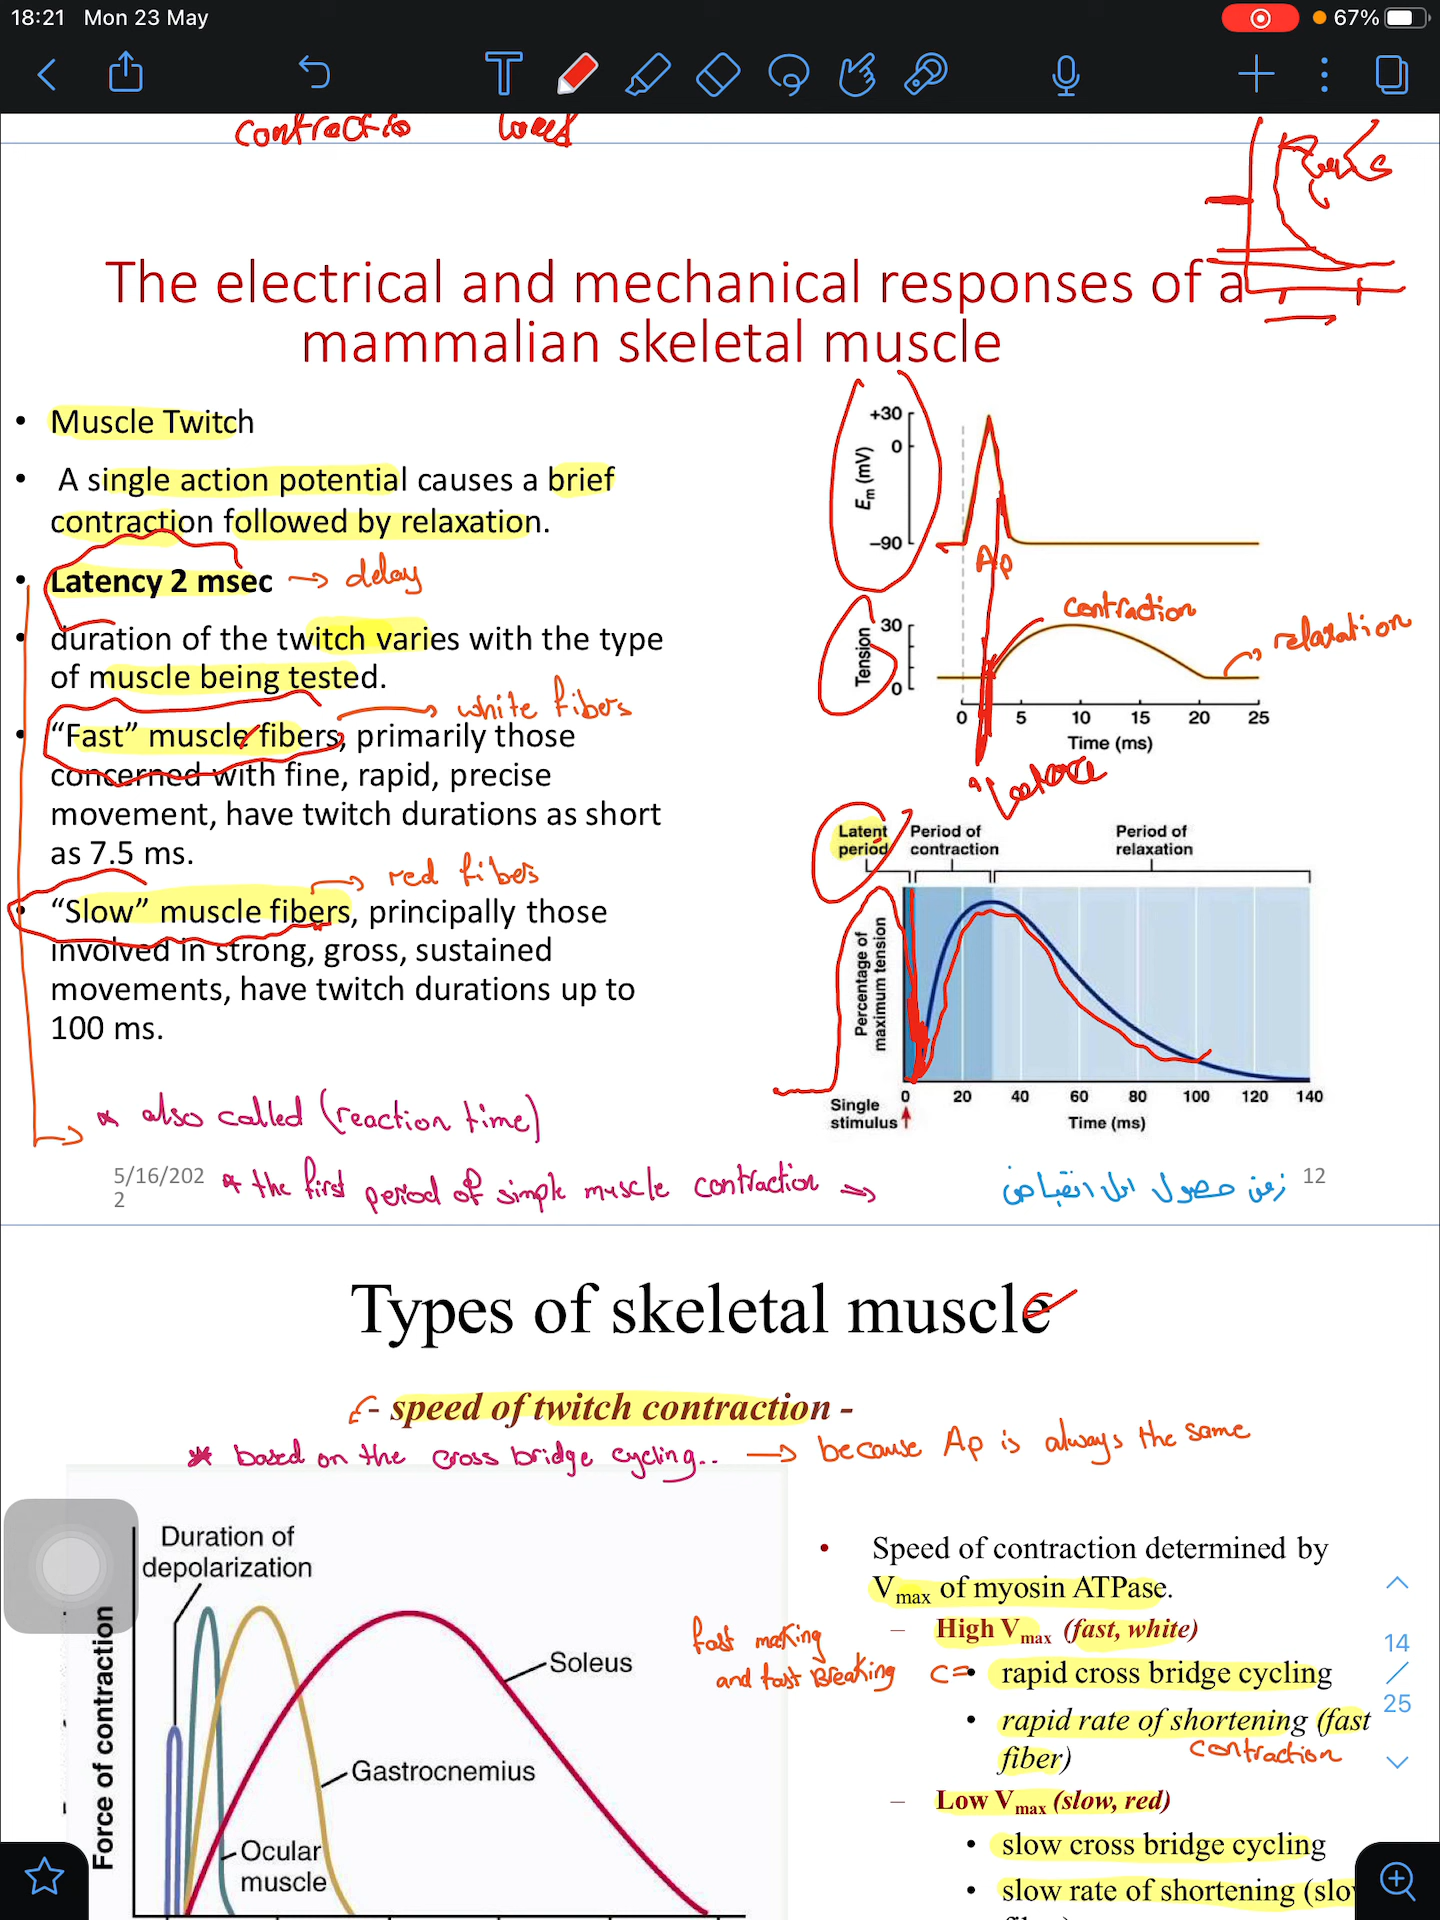 18:21 Mon 23 May
67%
contractio load
The electrical and mechanical responses of a
mammalian skeletal muscle
• Muscle Twitch
• A single action potential causes a brief
contraction followed by relaxation.
• Latency 2 msec → delay
• duration of the twitch varies with the type
of muscle being tested.
white fibers
• “Fast” muscle fibers, primarily those
concerned with fine, rapid, precise
movement, have twitch durations as short
as 7.5 ms.
red fibers
• “Slow” muscle fibers, principally those
involved in strong, gross, sustained
movements, have twitch durations up to
100 ms.
* also called (reaction time)
* the first period of simple muscle contraction ⇒
زمن حصول
5/16/202
2
12
+30
0
–90
Em (mV)
Ap
contraction
relaxation
Tension
30
0
0 5 10 15 20 25
Time (ms)
Latent period
Period of contraction
Period of relaxation
Percentage of maximum tension
Single stimulus
0 20 40 60 80 100 120 140
Time (ms)
Types of skeletal muscle
- speed of twitch contraction -
* based on the cross bridge cycling.. → because Ap is always the same
Duration of
depolarization
Force of contraction
Soleus
Gastrocnemius
Ocular
muscle
• Speed of contraction determined by
Vmax of myosin ATPase.
– High Vmax (fast, white)
fast making
and fast Breaking
• rapid cross bridge cycling
• rapid rate of shortening (fast
fiber)
contraction
– Low Vmax (slow, red)
• slow cross bridge cycling
• slow rate of shortening (slo
14
/
25